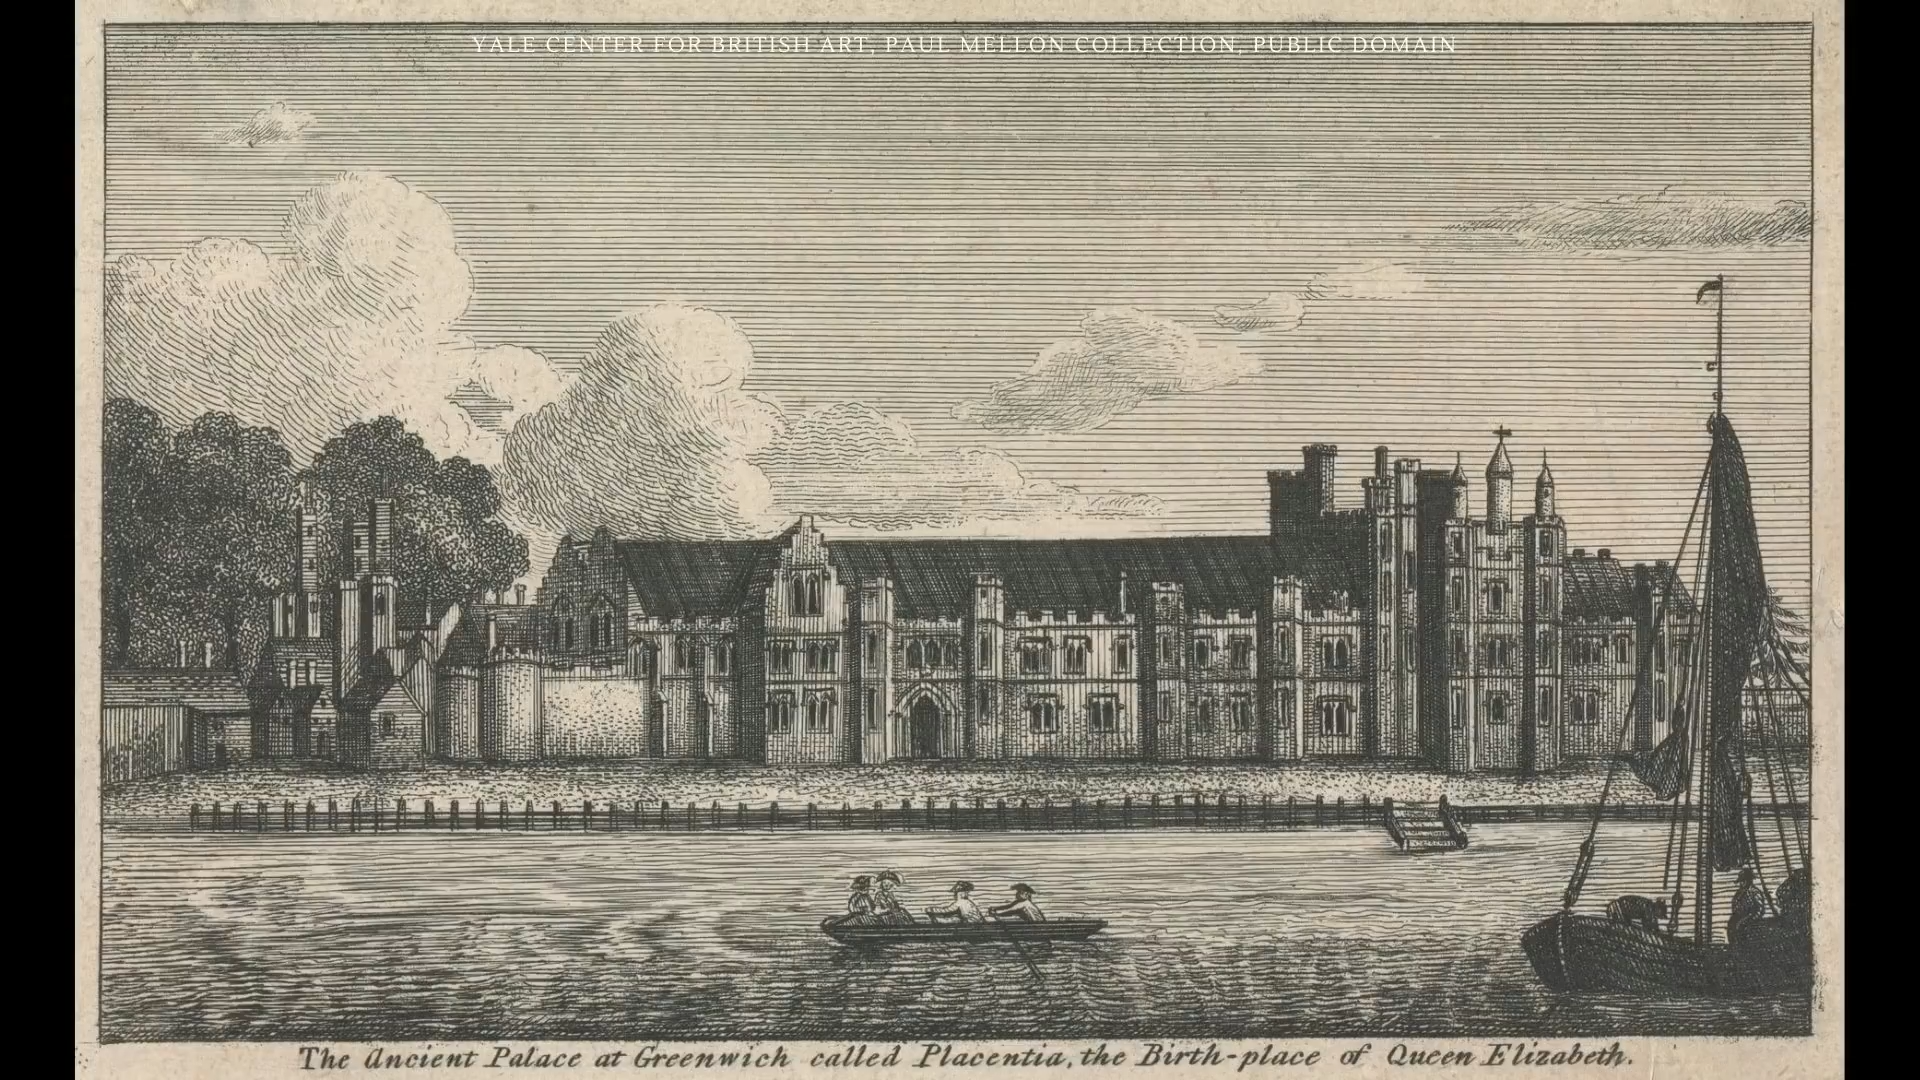 YALE CENTER FOR BRITISH ART, PAUL MELLON COLLECTION, PUBLIC DOMAIN
The Ancient Palace at Greenwich called Placentia, the Birth-place of Queen Elizabeth.